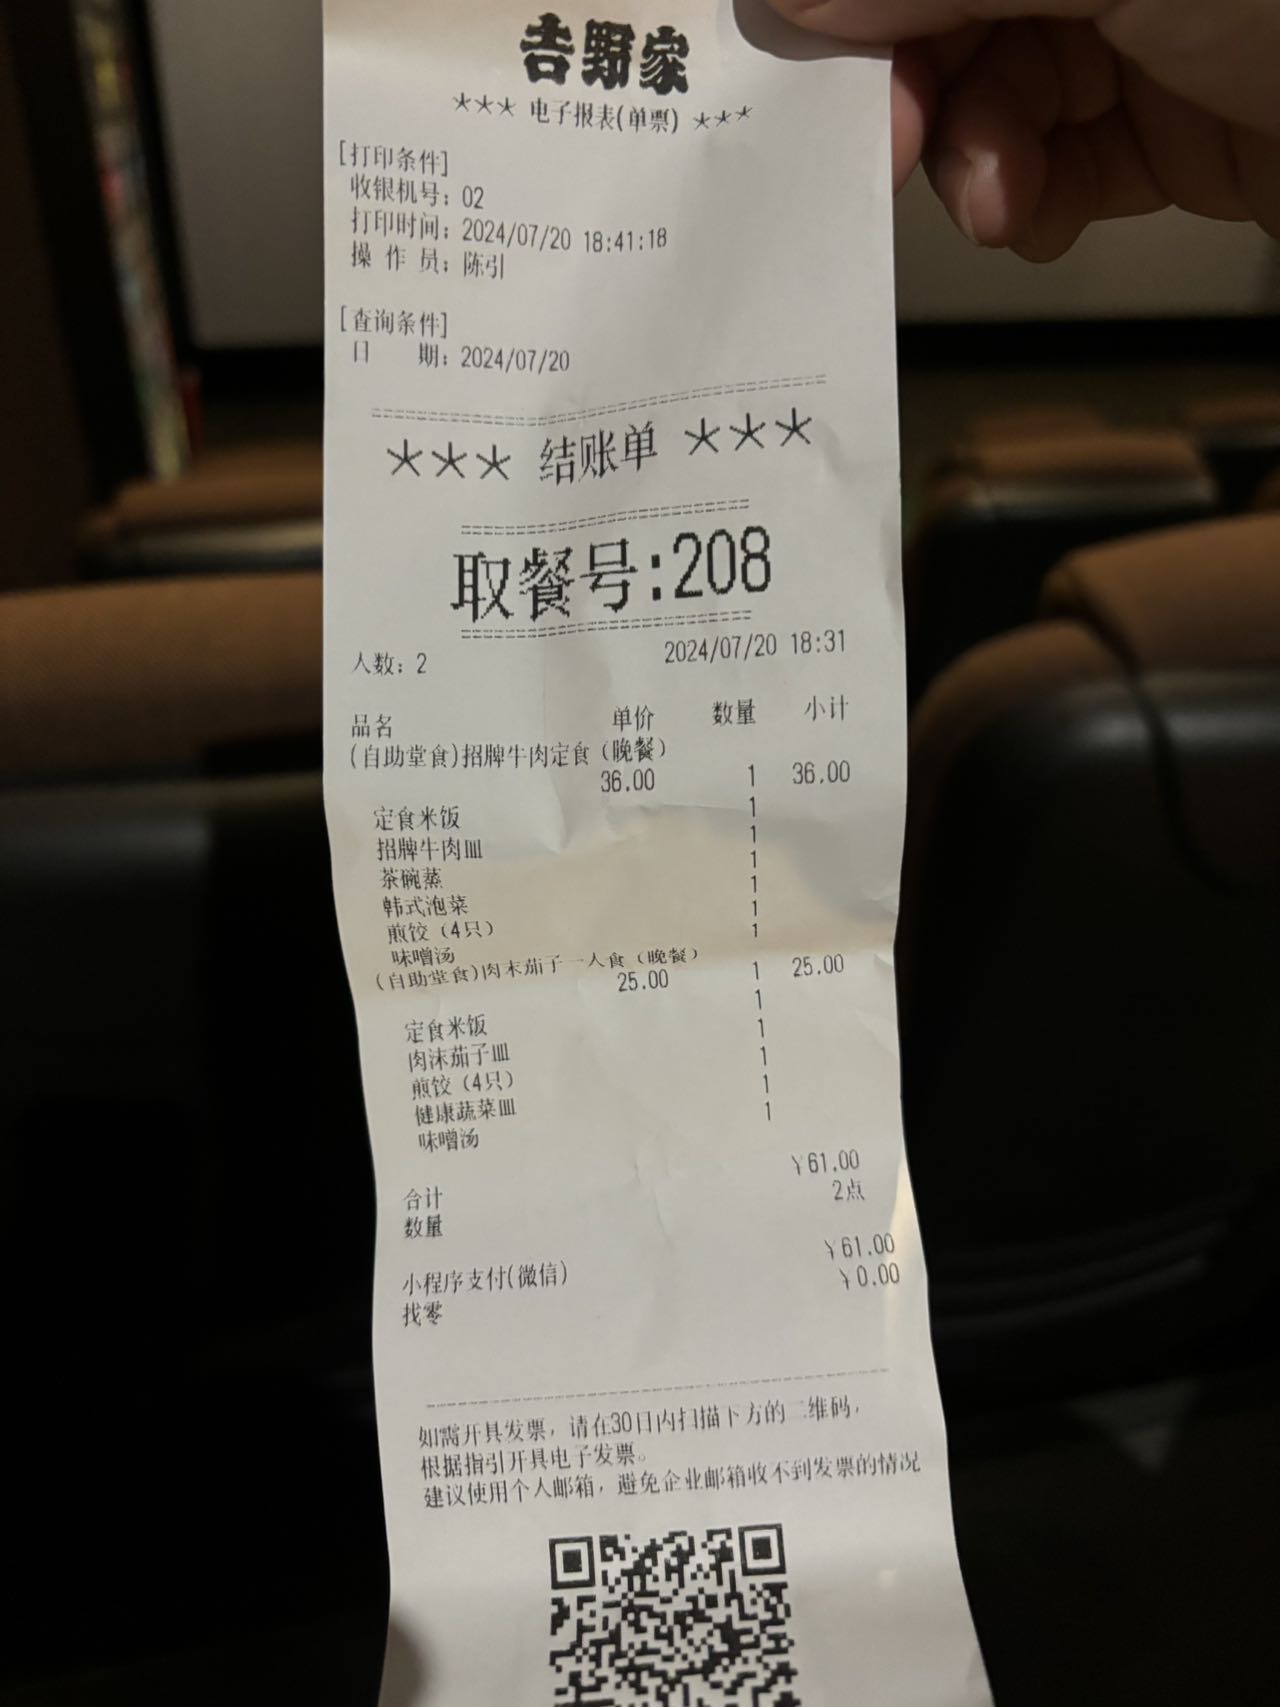 吉野家
*** 电子报表(单票) ***
[打印条件]
收银机号: 02
打印时间: 2024/07/20 18:41:18
操 作 员: 陈引
[查询条件]
日 期: 2024/07/20
*** 结账单 ***
取餐号:208
人数: 2 2024/07/20 18:31
品名 单价 数量 小计
(自助堂食)招牌牛肉定食(晚餐)
36.00 1 36.00
定食米饭 1
招牌牛肉皿 1
茶碗蒸 1
韩式泡菜 1
煎饺(4只) 1
味噌汤 1
(自助堂食)肉末茄子一人食(晚餐)
25.00 1 25.00
定食米饭 1
肉沫茄子皿 1
煎饺(4只) 1
健康蔬菜皿 1
味噌汤 1
合计 ¥61.00
数量 2点
小程序支付(微信) ¥61.00
找零 ¥0.00
如需开具发票,请在30日内扫描下方的二维码,
根据指引开具电子发票。
建议使用个人邮箱,避免企业邮箱收不到发票的情况